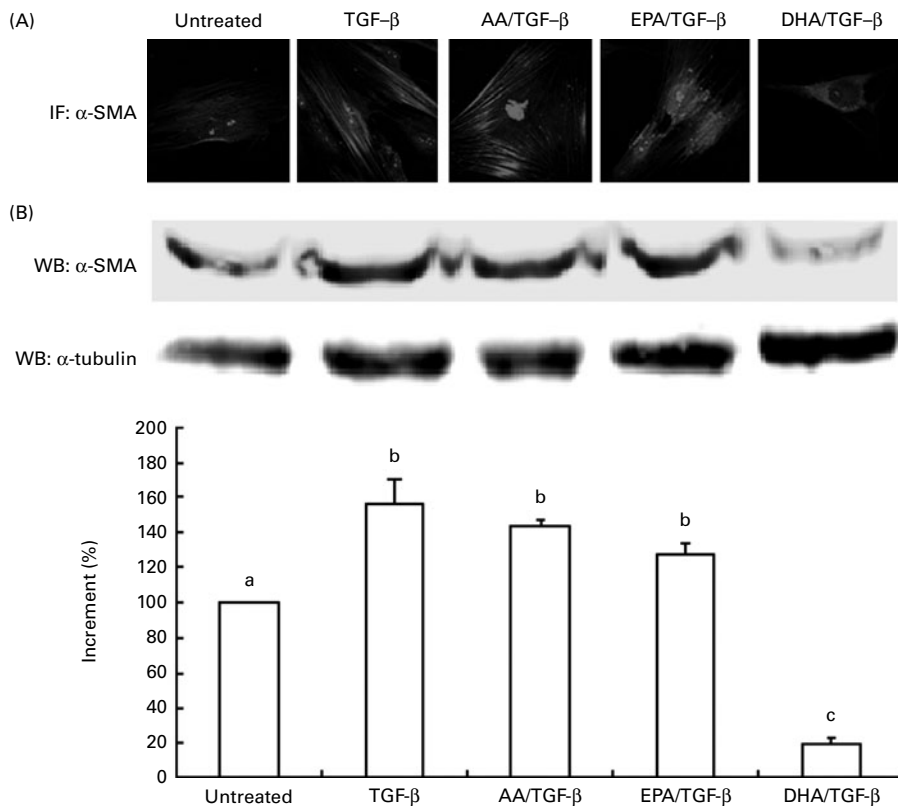 (A)
Untreated TGF–β AA/TGF–β EPA/TGF–β DHA/TGF–β
IF: α-SMA
(B)
WB: α-SMA
WB: α-tubulin
200
180
160
140
120
100
80
60
40
20
0
Increment (%)
a
b
b
b
c
Untreated TGF-β AA/TGF-β EPA/TGF-β DHA/TGF-β